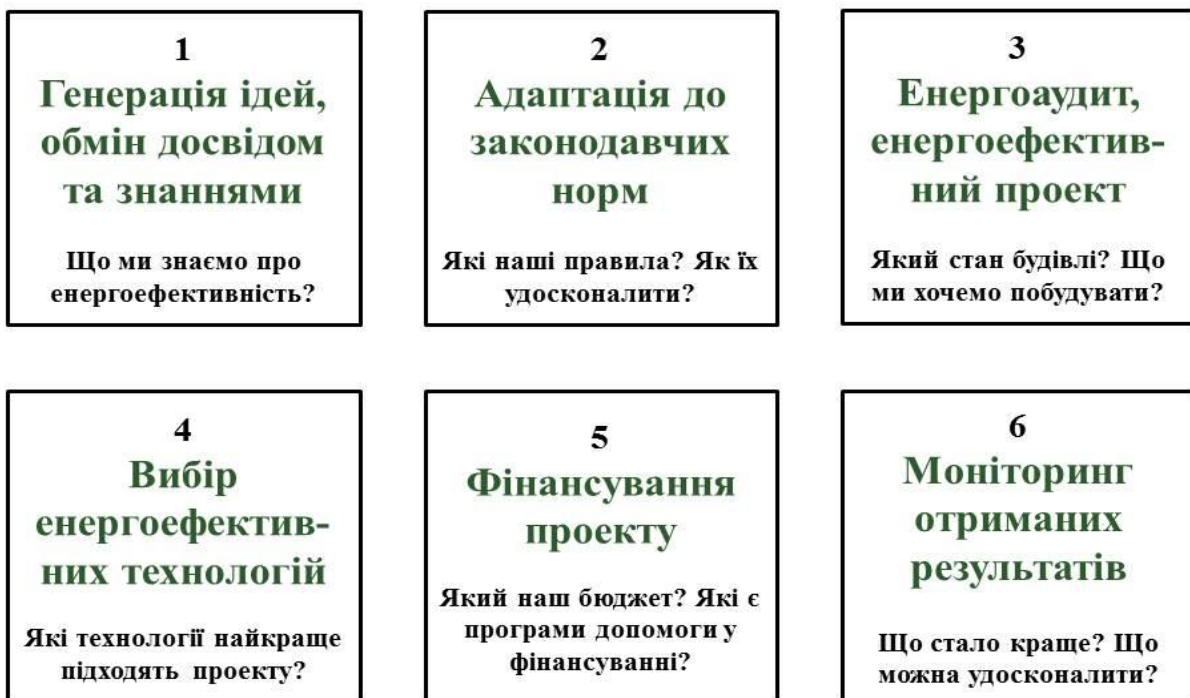 1
Генерація ідей,
обмін досвідом
та знаннями
Що ми знаємо про
енергоефективність?
2
Адаптація до
законодавчих
норм
Які наші правила? Як їх
удосконалити?
3
Енергоаудит,
енергоефектив-
ний проект
Який стан будівлі? Що
ми хочемо побудувати?
4
Вибір
енергоефектив-
них технологій
Які технології найкраще
підходять проекту?
5
Фінансування
проекту
Який наш бюджет? Які є
програми допомоги у
фінансуванні?
6
Моніторинг
отриманих
результатів
Що стало краще? Що
можна удосконалити?